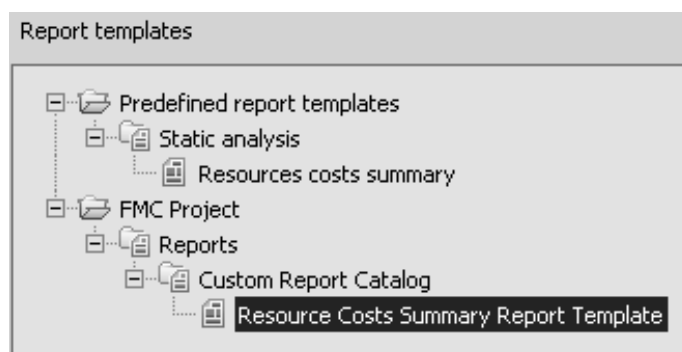 Report templates
Predefined report templates
Static analysis
Resources costs summary
FMC Project
Reports
Custom Report Catalog
Resource Costs Summary Report Template